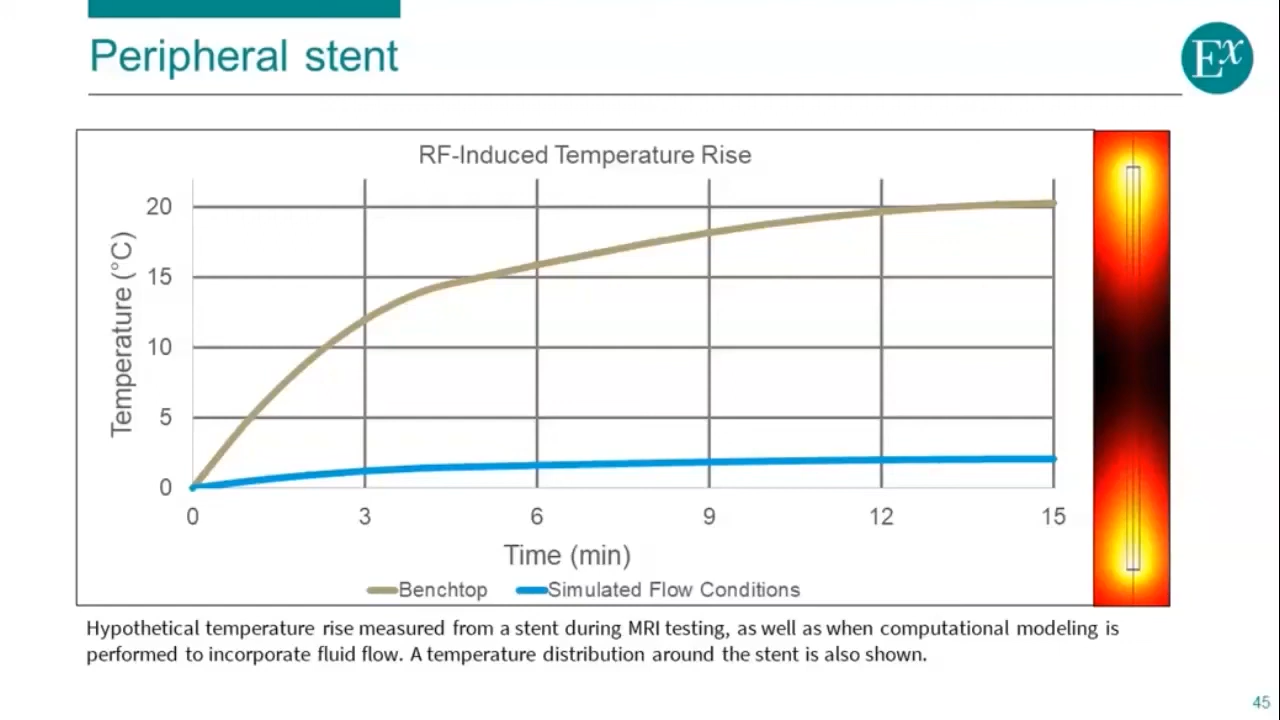 Peripheral stent
Ex
RF-Induced Temperature Rise
Temperature (°C)
20
15
10
5
0
0 3 6 9 12 15
Time (min)
Benchtop Simulated Flow Conditions
Hypothetical temperature rise measured from a stent during MRI testing, as well as when computational modeling is
performed to incorporate fluid flow. A temperature distribution around the stent is also shown.
45